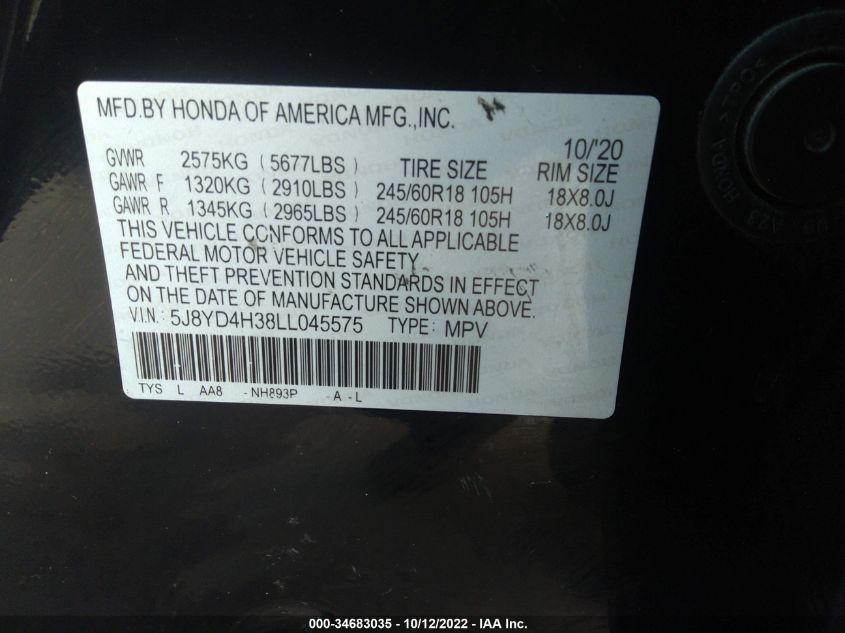 MFD.BY HONDA OF AMERICA MFG.,INC.
10/'20
GVWR 2575KG (5677LBS) TIRE SIZE RIM SIZE
GAWR F 1320KG (2910LBS) 245/60R18 105H 18X8.0J
GAWR R 1345KG (2965LBS) 245/60R18 105H 18X8.0J
THIS VEHICLE CONFORMS TO ALL APPLICABLE
FEDERAL MOTOR VEHICLE SAFETY
AND THEFT PREVENTION STANDARDS IN EFFECT
ON THE DATE OF MANUFACTURE SHOWN ABOVE.
V.I.N.: 5J8YD4H38LL045575 TYPE: MPV
TYS L AA8 -NH893P -A-L
HONDA >TPO<
000-34683035 - 10/12/2022 - IAA Inc.